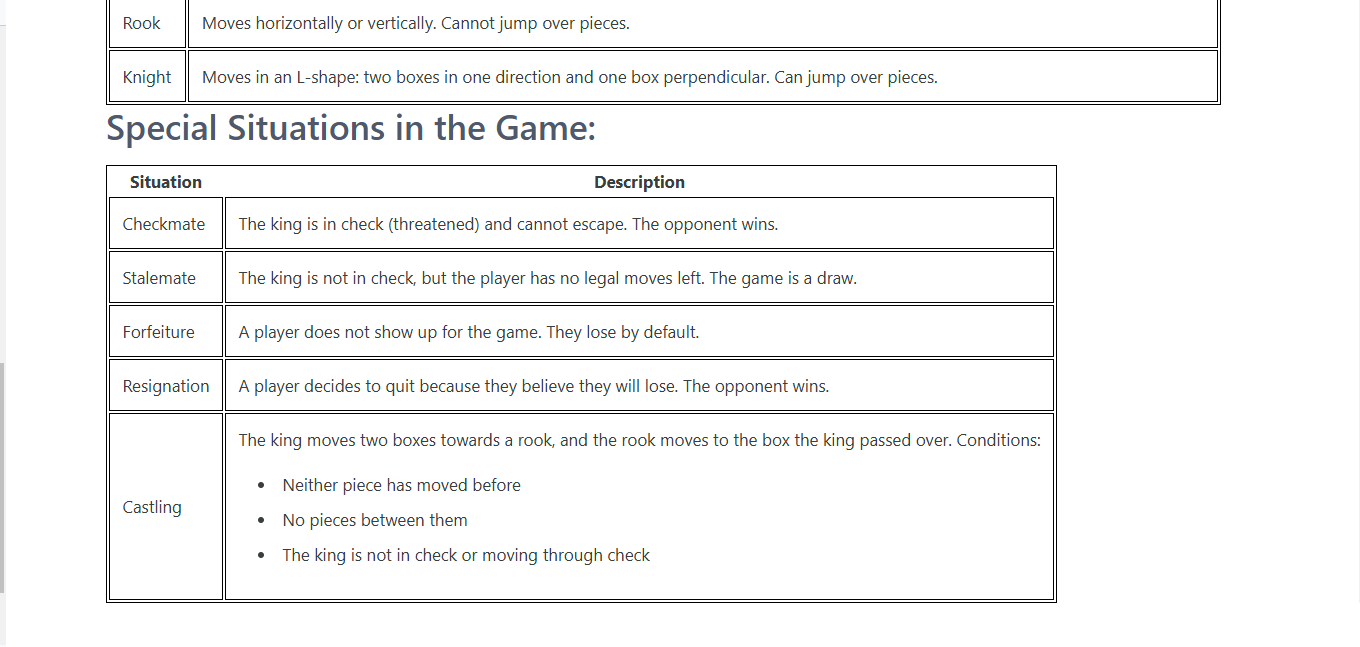 Rook Moves horizontally or vertically. Cannot jump over pieces.
Knight Moves in an L-shape: two boxes in one direction and one box perpendicular. Can jump over pieces.
Special Situations in the Game:
Situation Description
Checkmate The king is in check (threatened) and cannot escape. The opponent wins.
Stalemate The king is not in check, but the player has no legal moves left. The game is a draw.
Forfeiture A player does not show up for the game. They lose by default.
Resignation A player decides to quit because they believe they will lose. The opponent wins.
Castling
The king moves two boxes towards a rook, and the rook moves to the box the king passed over. Conditions:
• Neither piece has moved before
• No pieces between them
• The king is not in check or moving through check